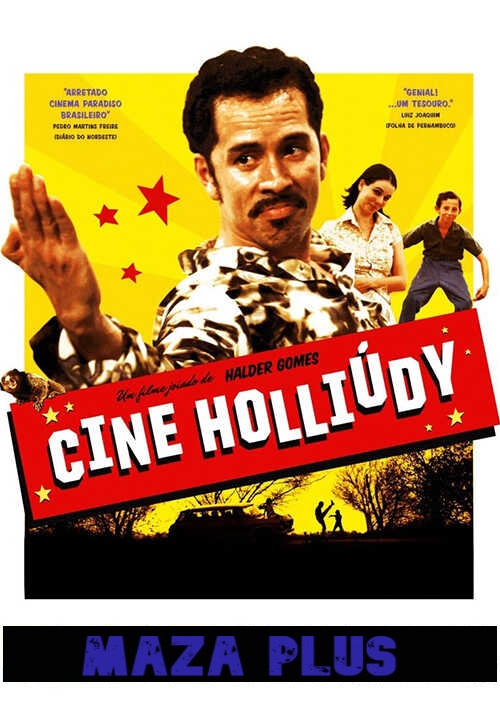 "ARRETADO
CINEMA PARADISO
BRASILEIRO"
PEDRO MARTINS FREIRE
(DIÁRIO DO NORDESTE)
"GENIAL!
...UM TESOURO."
LUIZ JOAQUIM
(FOLHA DE PERNAMBUCO)
Um filme joiado de HALDER GOMES
CINE HOLLIÚDY
MAZA PLUS